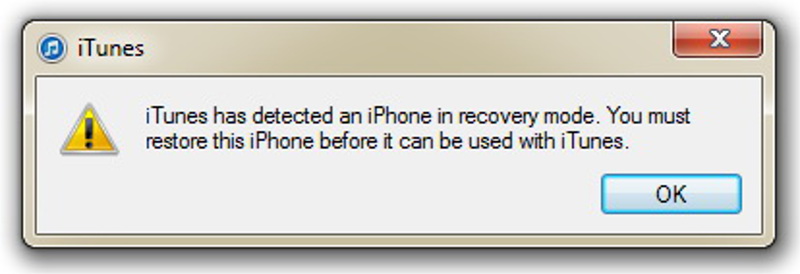 iTunes
iTunes has detected an iPhone in recovery mode. You must
restore this iPhone before it can be used with iTunes.
OK